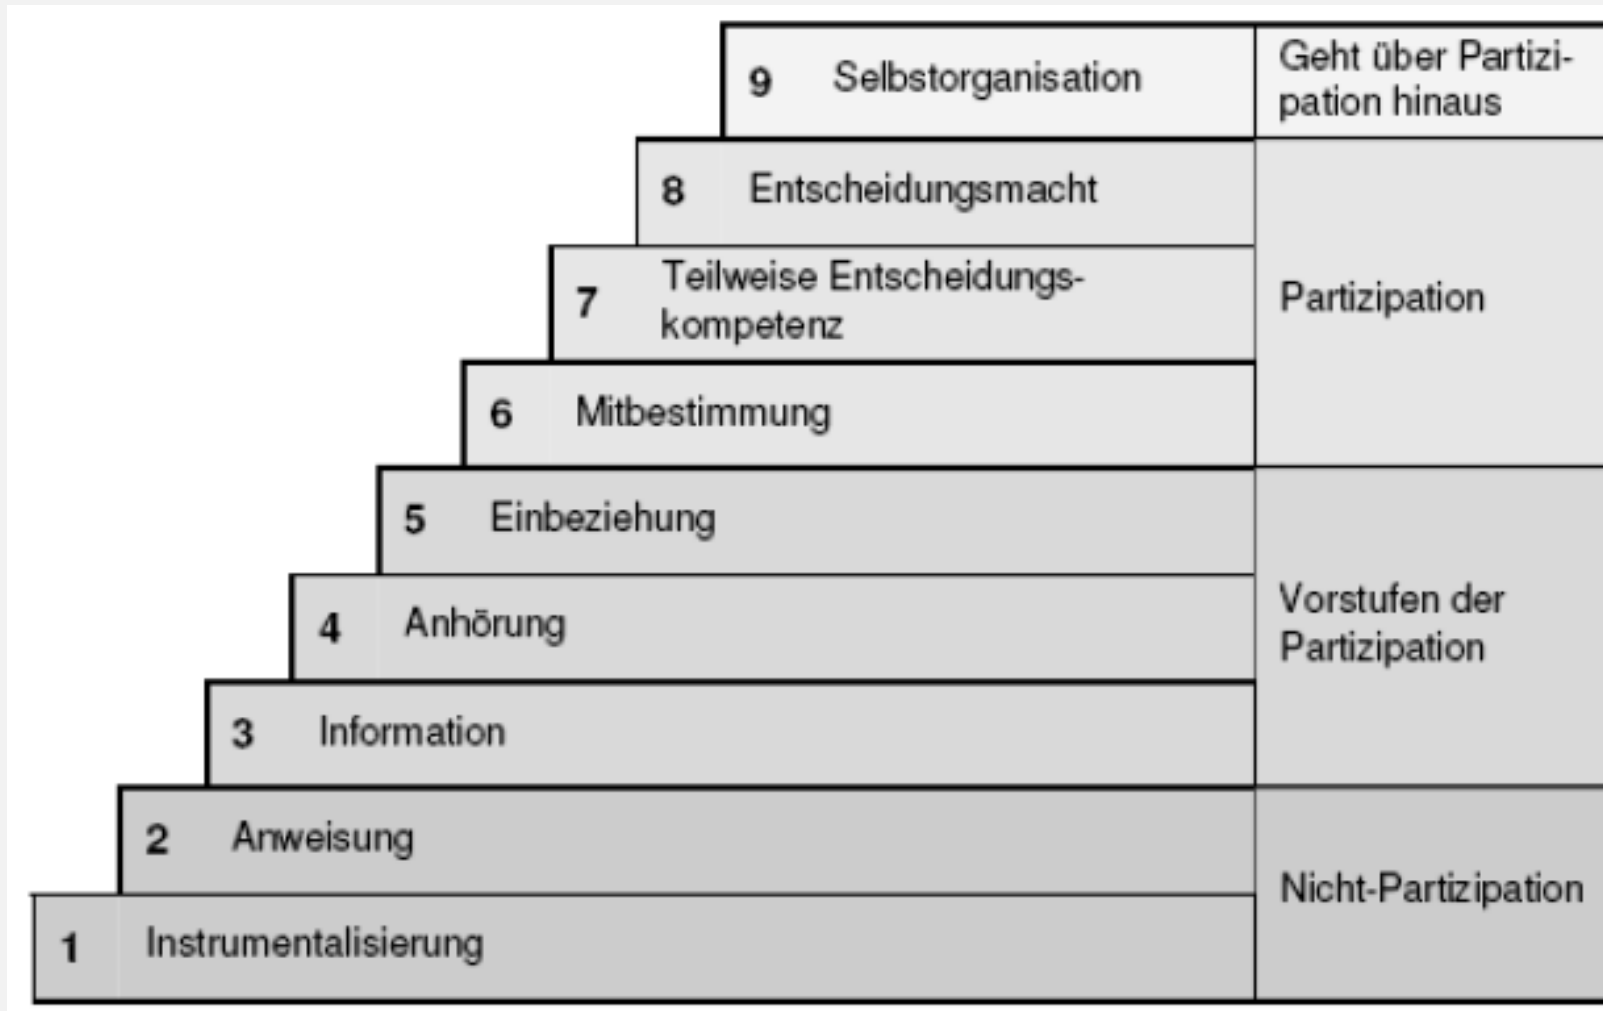 9 Selbstorganisation
Geht über Partizi-
pation hinaus
8 Entscheidungsmacht
7 Teilweise Entscheidungs-
kompetenz
Partizipation
6 Mitbestimmung
5 Einbeziehung
4 Anhörung
Vorstufen der
Partizipation
3 Information
2 Anweisung
Nicht-Partizipation
1 Instrumentalisierung